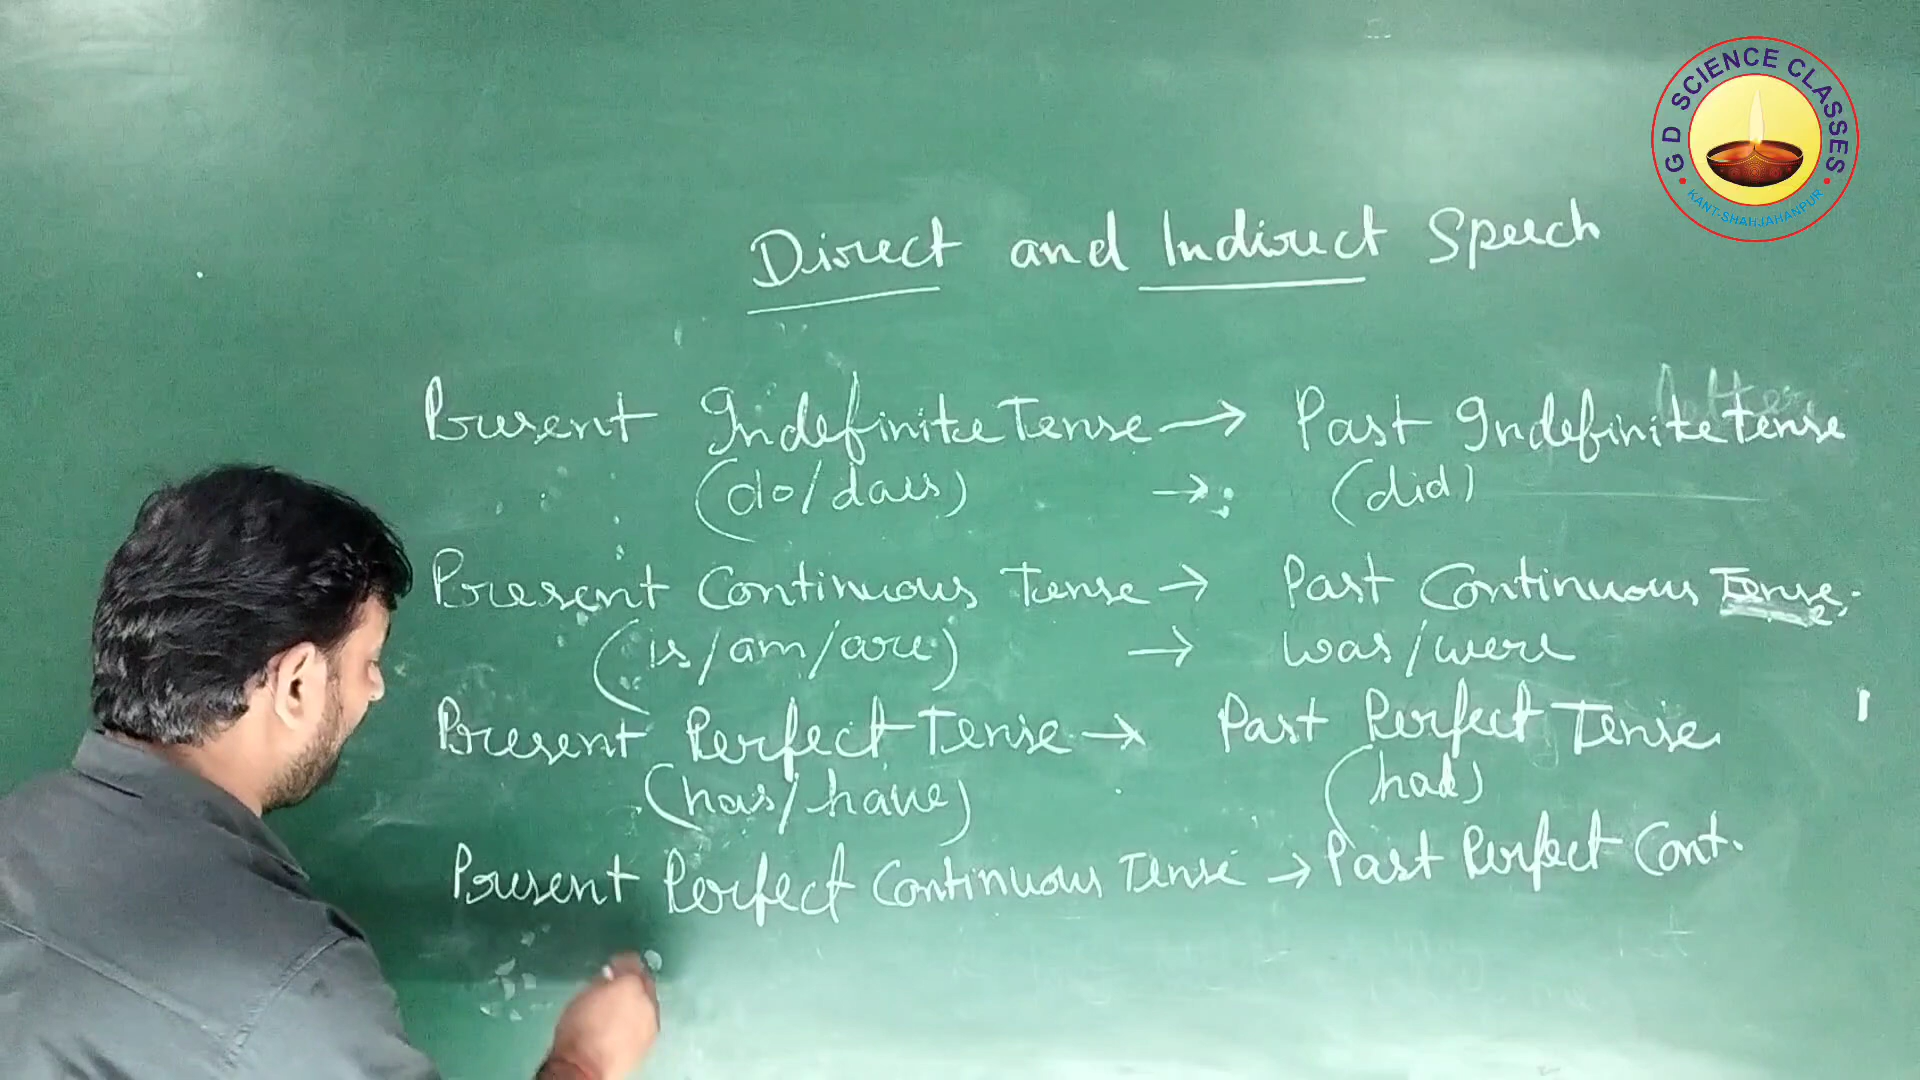 GD SCIENCE CLASSES
KANT-SHAHJAHANPUR
Direct and Indirect Speech
Present Indefinite Tense → Past Indefinite Tense
(do/does) → (did)
Present Continuous Tense → Past Continuous Tense.
(is/am/are) → was/were
Present Perfect Tense → Past Perfect Tense.
(has/have) (had)
Present Perfect Continuous Tense → Past Perfect Cont.